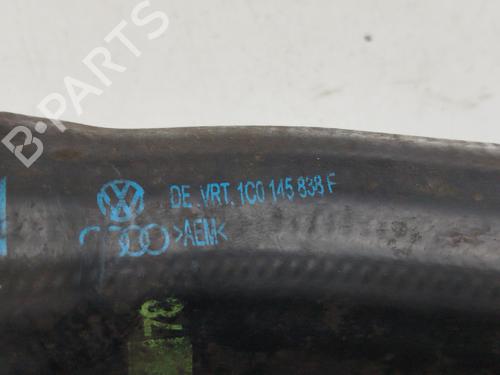 B-PARTS
DE .VRT. 1C0 145 838 F
>AEM<